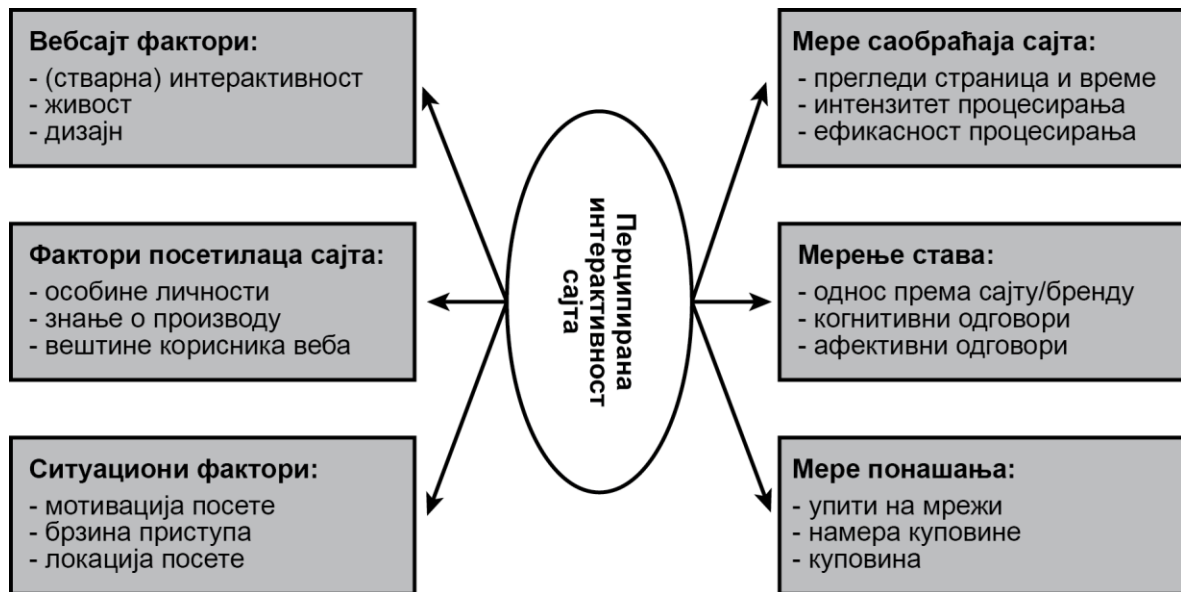 Вебсајт фактори:
- (стварна) интерактивност
- живост
- дизајн
Фактори посетилаца сајта:
- особине личности
- знање о производу
- вештине корисника веба
Ситуациони фактори:
- мотивација посете
- брзина приступа
- локација посете
Перципирана
интерактивност
сајта
Мере саобраћаја сајта:
- прегледи страница и време
- интензитет процесирања
- ефикасност процесирања
Мерење става:
- однос према сајту/бренду
- когнитивни одговори
- афективни одговори
Мере понашања:
- упити на мрежи
- намера куповине
- куповина